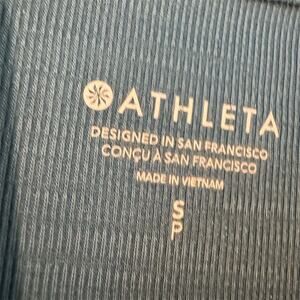 ATHLETA
DESIGNED IN SAN FRANCISCO
CONÇU À SAN FRANCISCO
MADE IN VIETNAM
S
P